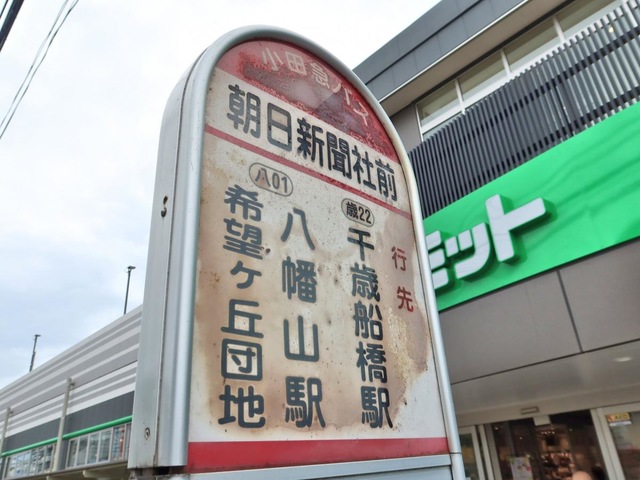 小田急バス
朝日新聞社前
行先
歳22
千歳船橋駅
八01
八幡山駅
希望ヶ丘団地
ミット